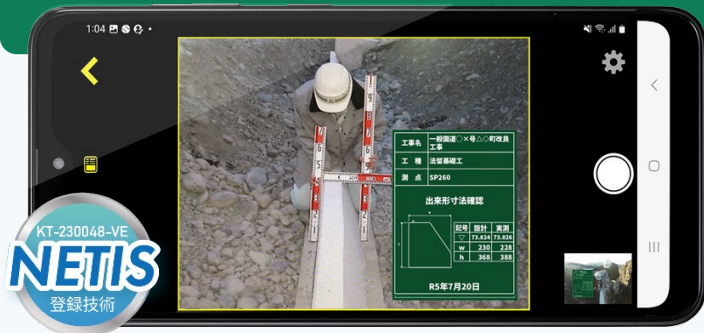 1:04
工事名 一般国道○×号△◇町改良工事
工 種 法留基礎工
測 点 SP260
出来形寸法確認
記号 設計 実測
▽ 73.824 73.826
w 230 228
h 368 388
R5年7月20日
KT-230048-VE
NETIS
登録技術